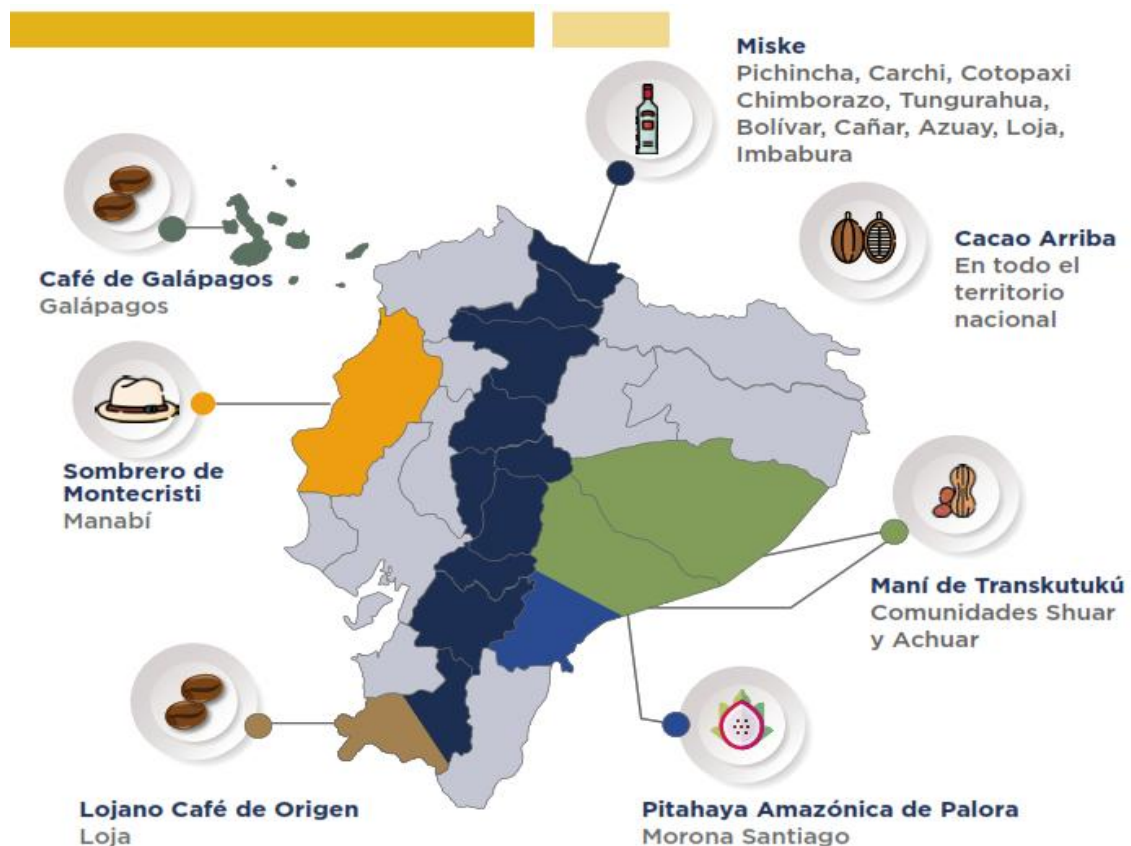 Miske
Pichincha, Carchi, Cotopaxi
Chimborazo, Tungurahua,
Bolívar, Cañar, Azuay, Loja,
Imbabura
Cacao Arriba
En todo el
territorio
nacional
Café de Galápagos
Galápagos
Sombrero de
Montecristi
Manabí
Maní de Transkutukú
Comunidades Shuar
y Achuar
Lojano Café de Origen
Loja
Pitahaya Amazónica de Palora
Morona Santiago